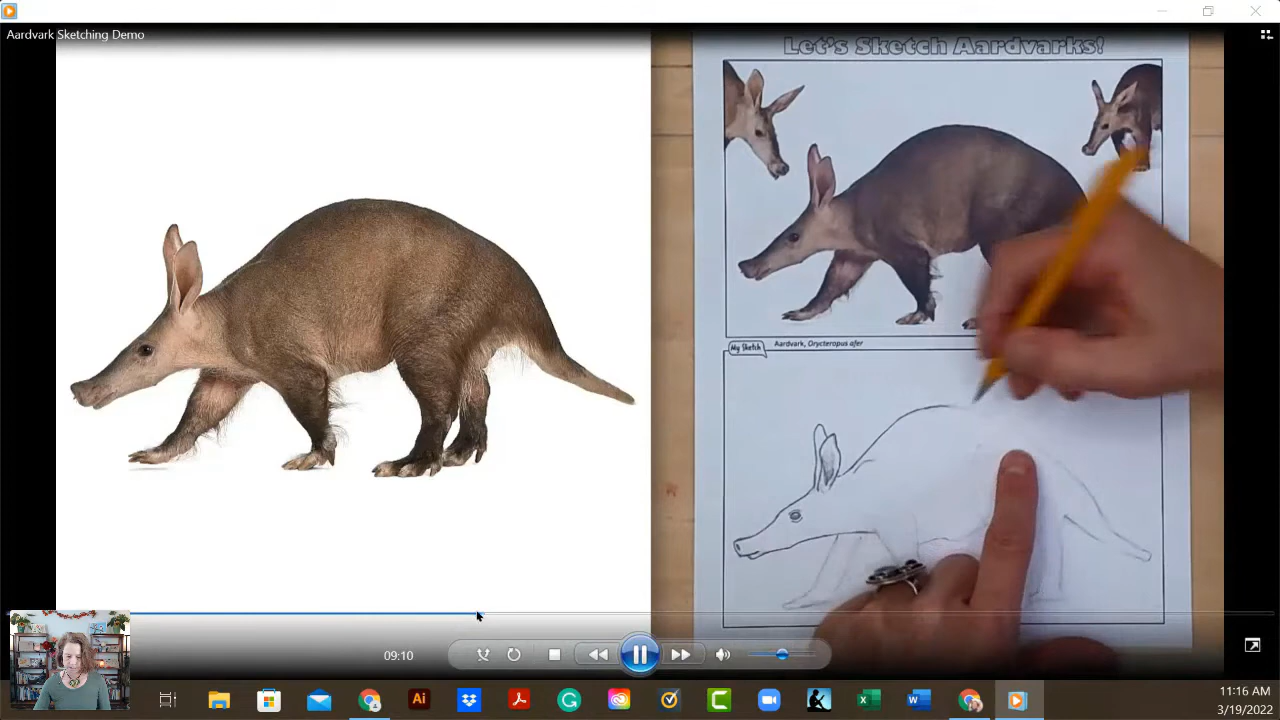 Aardvark Sketching Demo
Let's Sketch Aardvarks!
My Sketch
Aardvark, Orycteropus afer
09:10
Ai
11:16 AM
3/19/2022